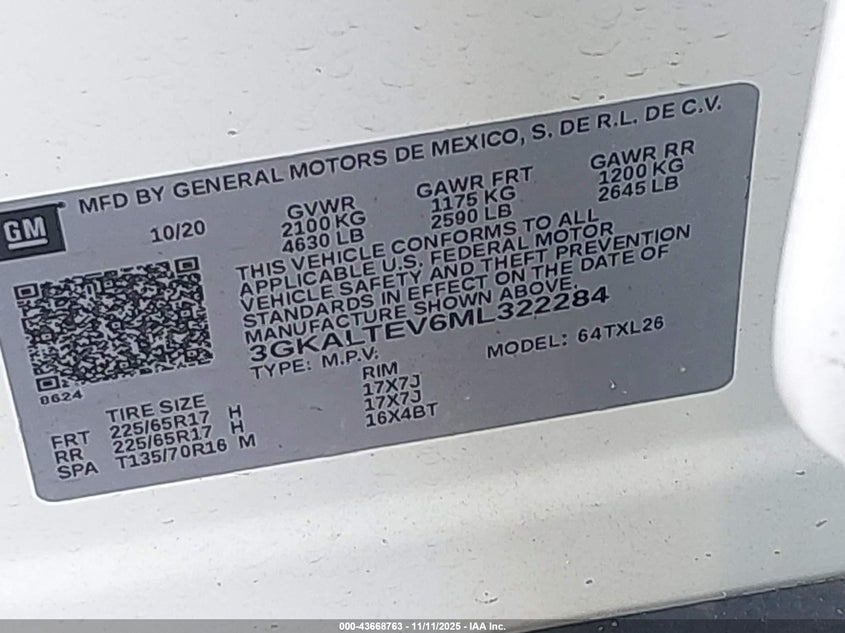 MFD BY GENERAL MOTORS DE MEXICO, S. DE R.L. DE C.V.
GM
10/20
GVWR
2100 KG
4630 LB
GAWR FRT
1175 KG
2590 LB
GAWR RR
1200 KG
2645 LB
THIS VEHICLE CONFORMS TO ALL
APPLICABLE U.S. FEDERAL MOTOR
VEHICLE SAFETY AND THEFT PREVENTION
STANDARDS IN EFFECT ON THE DATE OF
MANUFACTURE SHOWN ABOVE.
3GKALTEV6ML322284
TYPE: M.P.V.
MODEL: 64TXL26
0624
TIRE SIZE RIM
FRT 225/65R17 H 17X7J
RR 225/65R17 H 17X7J
SPA T135/70R16 M 16X4BT
000-43668763 - 11/11/2025 - IAA Inc.